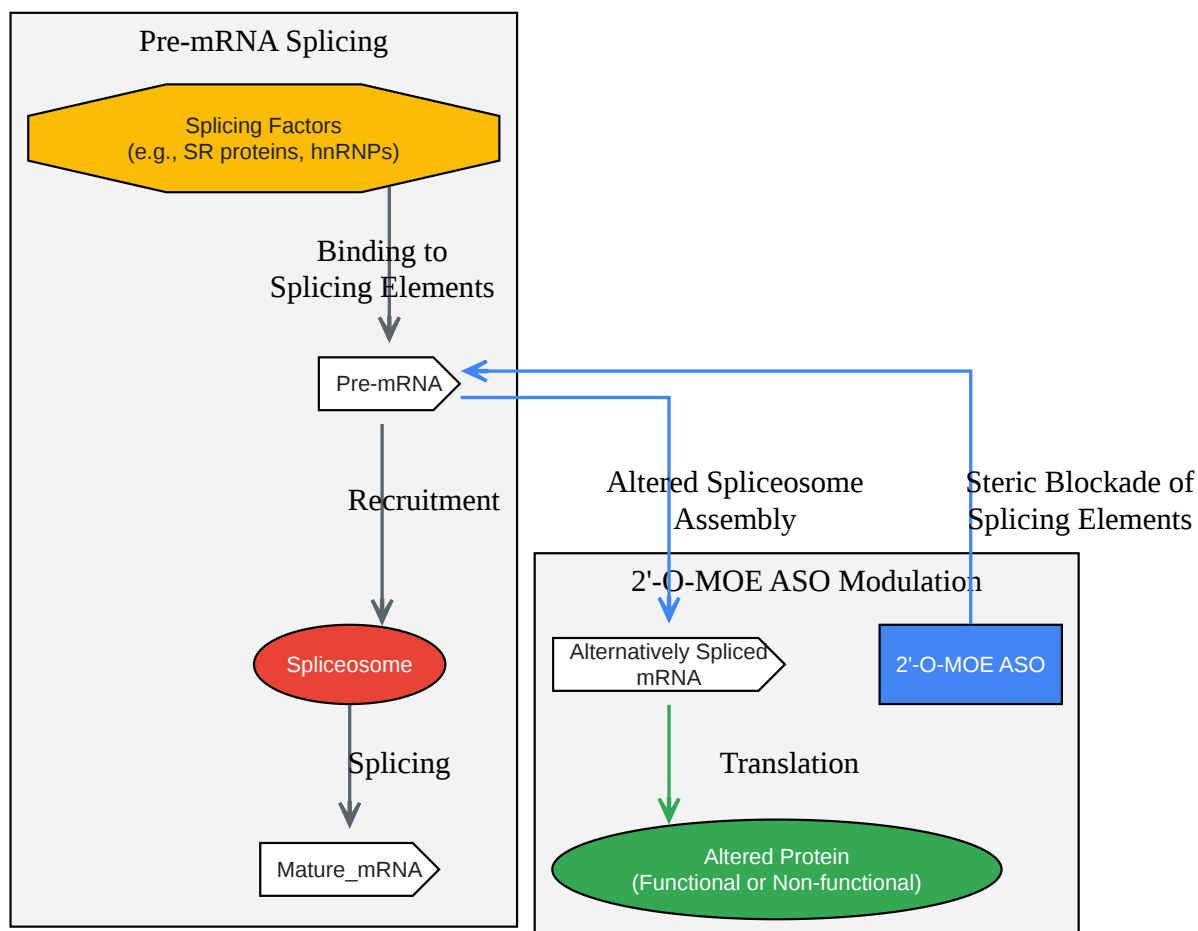 Pre-mRNA Splicing
Splicing Factors
(e.g., SR proteins, hnRNPs)
Binding to
Splicing Elements
Pre-mRNA
Recruitment
Altered Spliceosome
Assembly
Steric Blockade of
Splicing Elements
2'-O-MOE ASO Modulation
Spliceosome
Alternatively Spliced
mRNA
2'-O-MOE ASO
Splicing
Translation
Mature_mRNA
Altered Protein
(Functional or Non-functional)